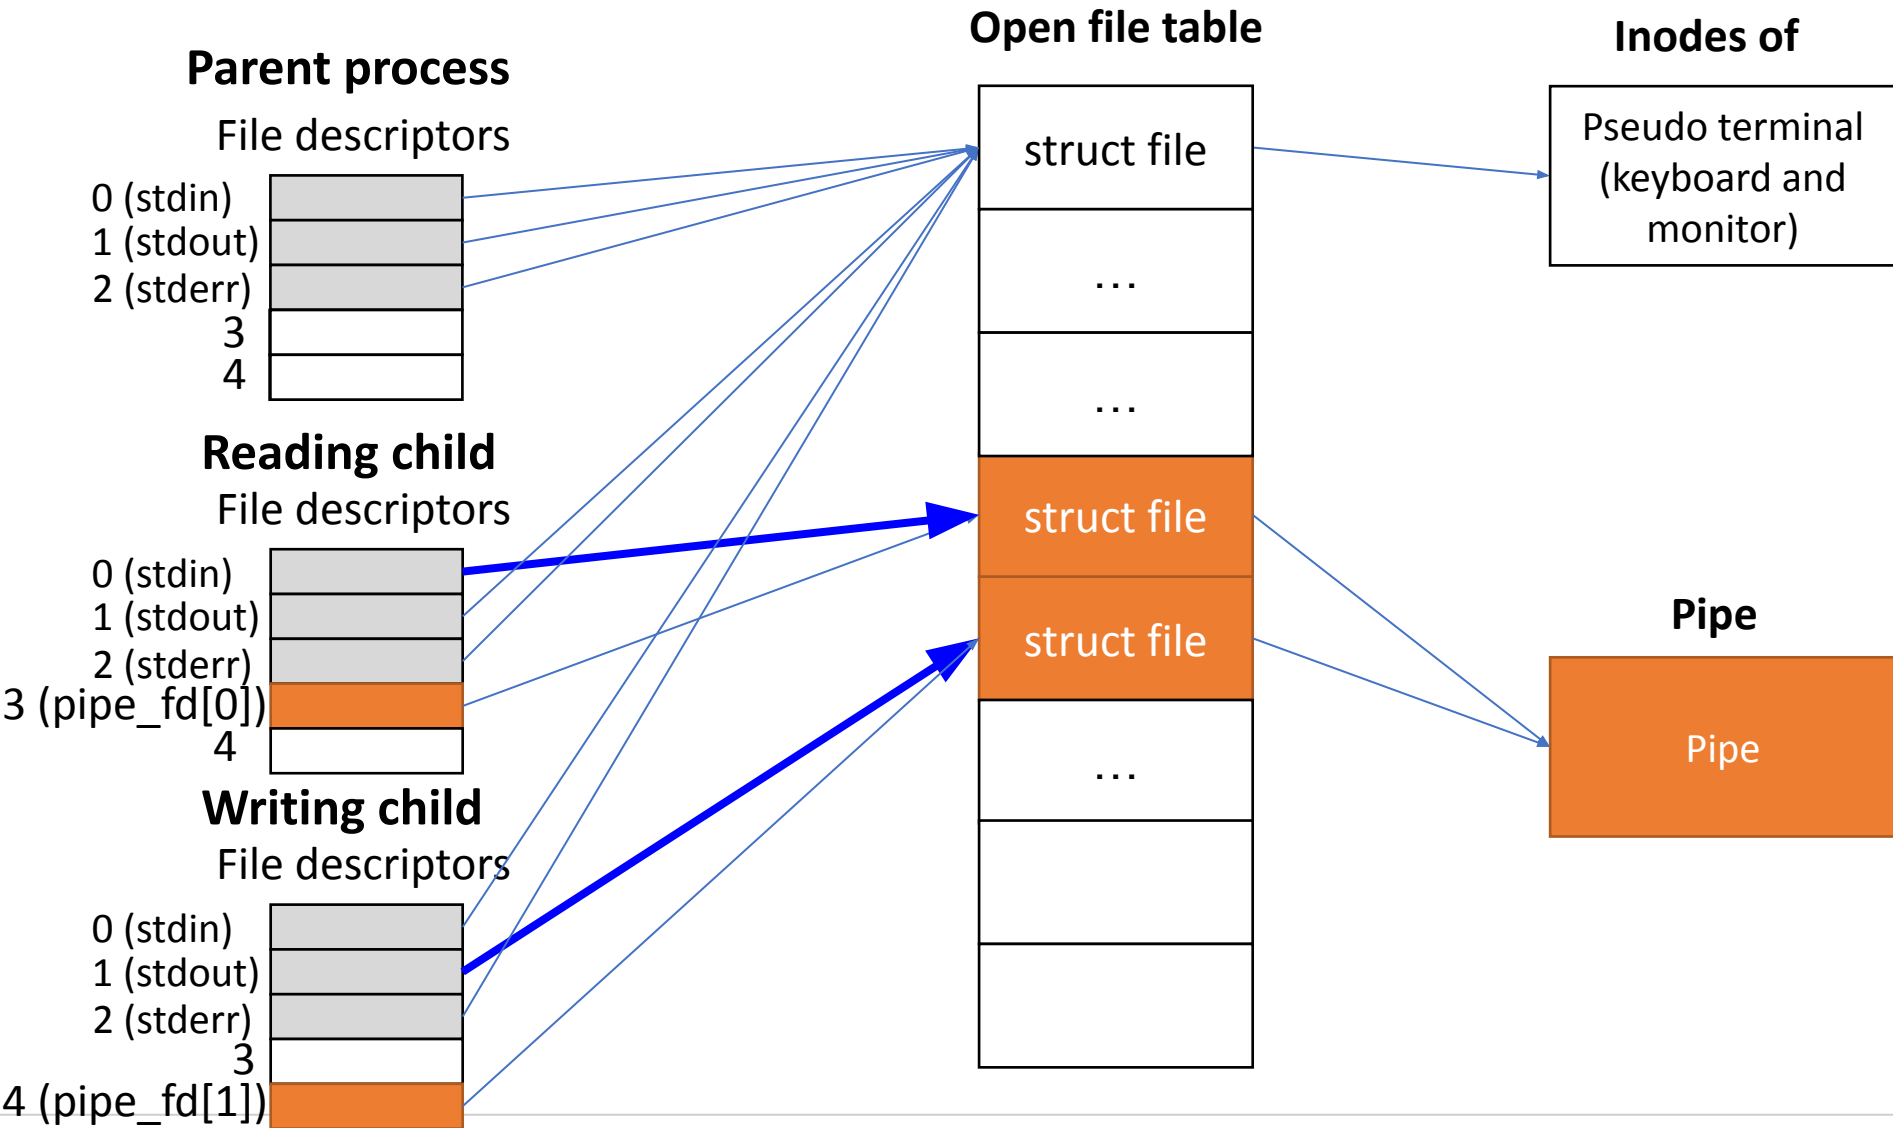 Parent process
File descriptors
0 (stdin)
1 (stdout)
2 (stderr)
3
4
Reading child
File descriptors
0 (stdin)
1 (stdout)
2 (stderr)
3 (pipe_fd[0])
4
Writing child
File descriptors
0 (stdin)
1 (stdout)
2 (stderr)
3
4 (pipe_fd[1])
Open file table
struct file
...
...
struct file
struct file
...
Inodes of
Pseudo terminal
(keyboard and
monitor)
Pipe
Pipe